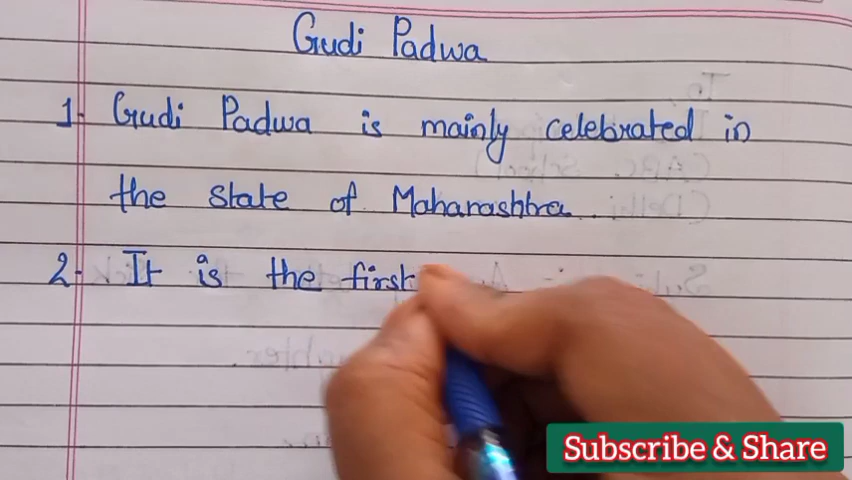 Gudi Padwa
1. Gudi Padwa is mainly celebrated in
the state of Maharashtra.
2. It is the first
Subscribe & Share